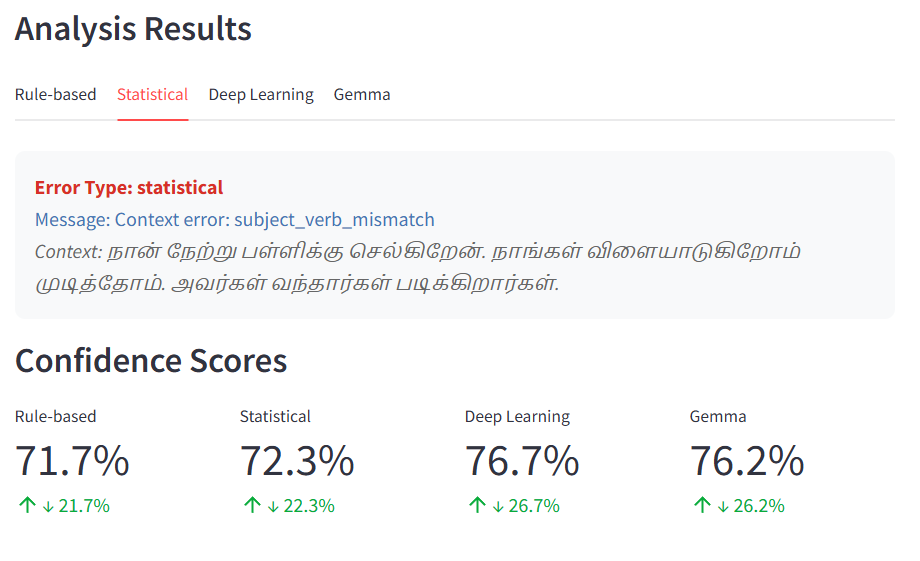 Analysis Results
Rule-based Statistical Deep Learning Gemma
Error Type: statistical
Message: Context error: subject_verb_mismatch
Context: நான் நேற்று பள்ளிக்கு செல்கிறேன். நாங்கள் விளையாடுகிறோம்
முடித்தோம். அவர்கள் வந்தார்கள் படிக்கிறார்கள்.
Confidence Scores
Rule-based Statistical Deep Learning Gemma
71.7% 72.3% 76.7% 76.2%
↑ ↓ 21.7% ↑ ↓ 22.3% ↑ ↓ 26.7% ↑ ↓ 26.2%